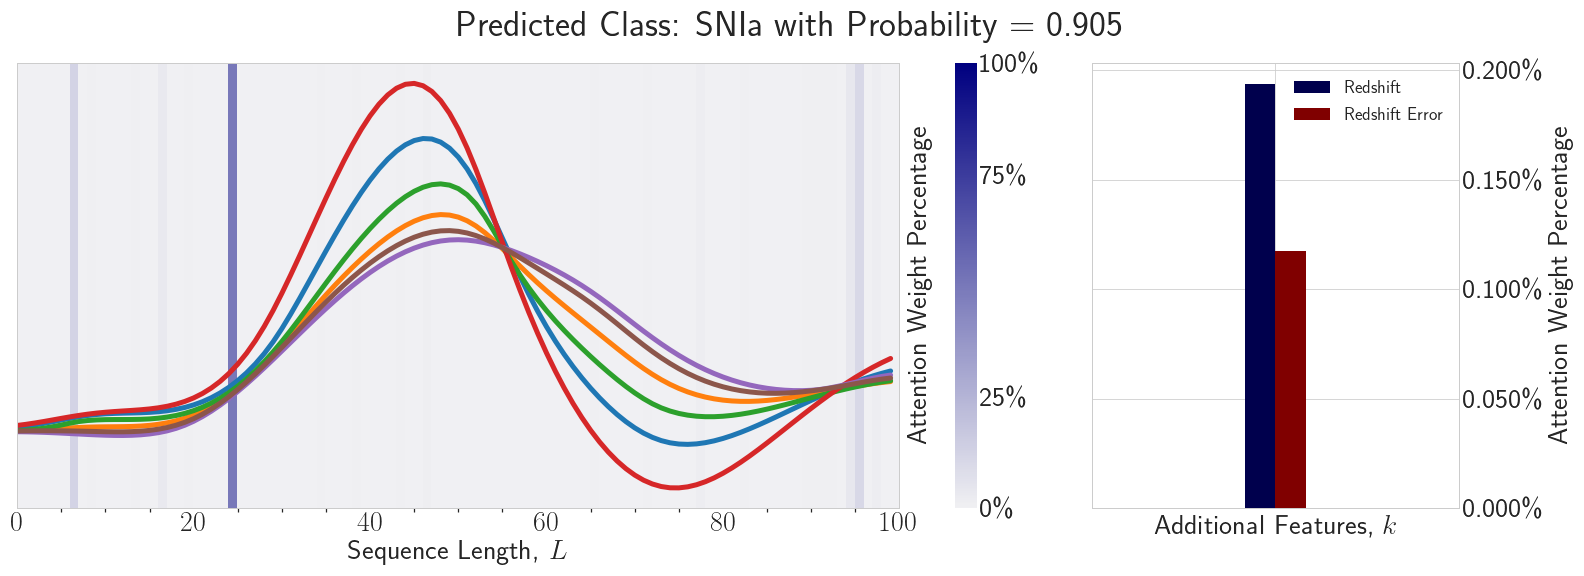 Predicted Class: SNIa with Probability = 0.905
0 20 40 60 80 100
Sequence Length, L
100%
75%
25%
0%
Attention Weight Percentage
Redshift
Redshift Error
0.200%
0.150%
0.100%
0.050%
0.000%
Attention Weight Percentage
Additional Features, k